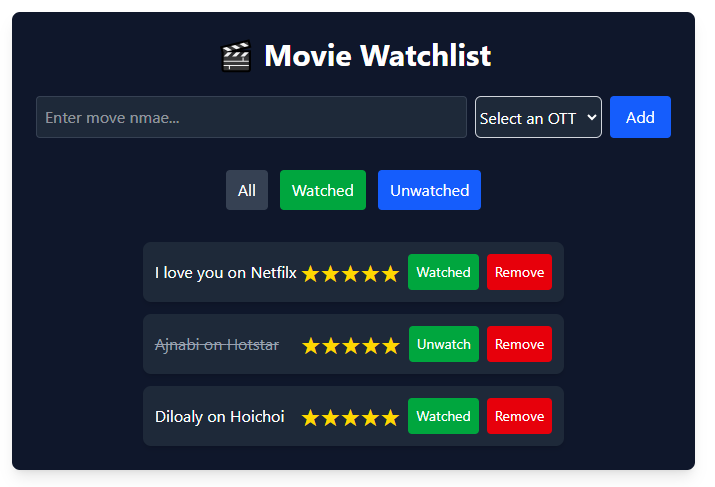 🎬 Movie Watchlist
Enter move nmae... Select an OTT Add
All Watched Unwatched
I love you on Netfilx ★★★★★ Watched Remove
Ajnabi on Hotstar ★★★★★ Unwatch Remove
Diloaly on Hoichoi ★★★★★ Watched Remove